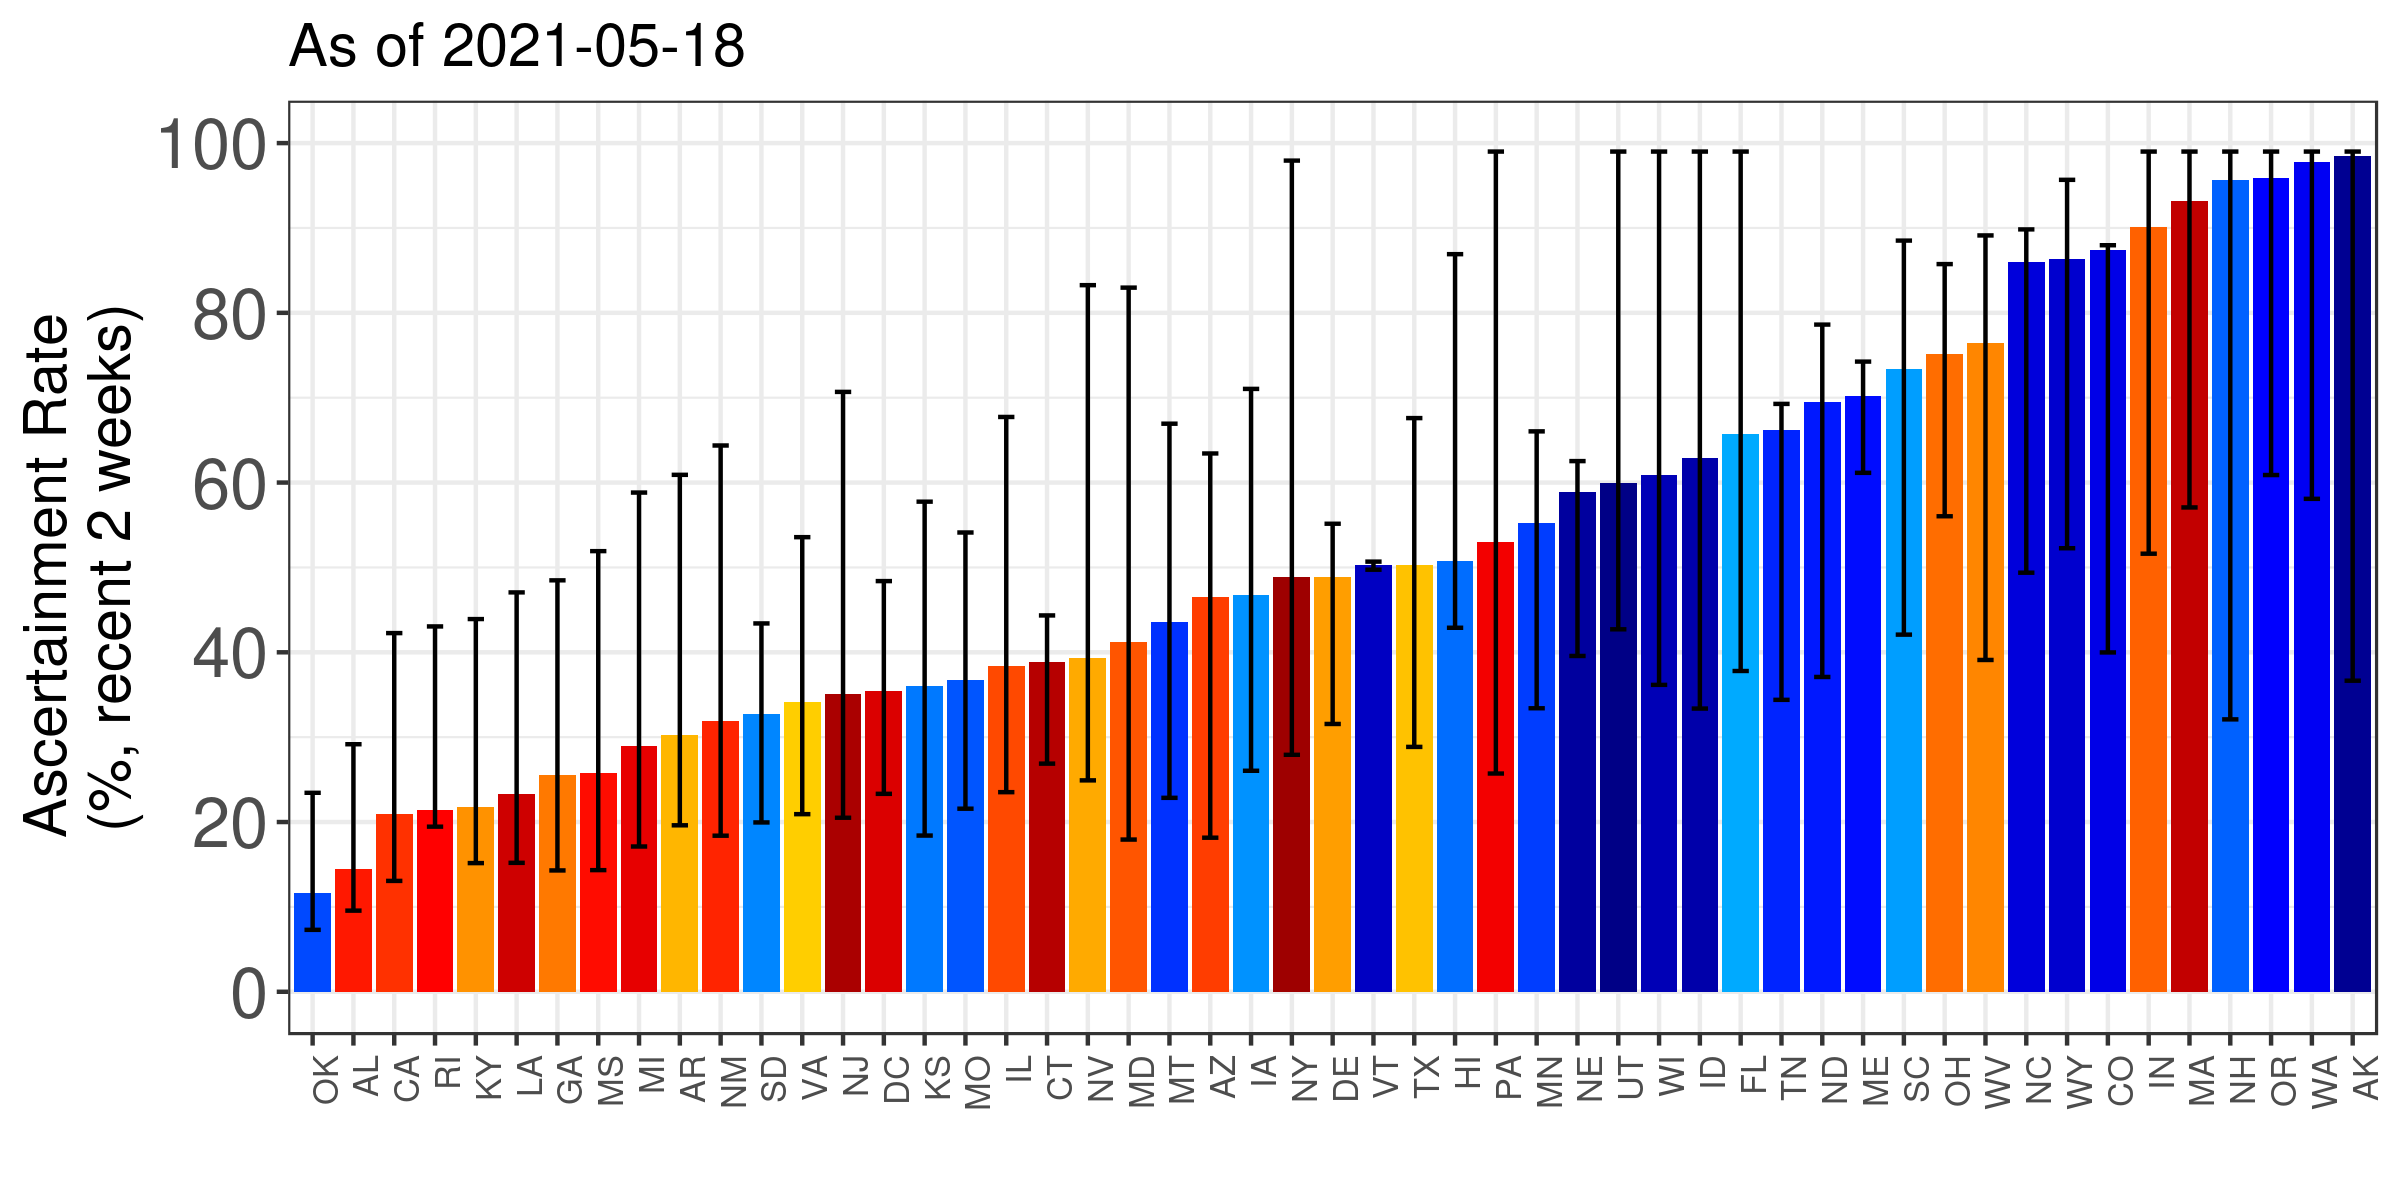 As of 2021-05-18
Ascertainment Rate
(%, recent 2 weeks)
100
80
60
40
20
0
OK AL CA RI KY LA GA MS MI AR NM SD VA NJ DC KS MO IL CT NV MD MT AZ IA NY DE VT TX HI PA MN NE UT WI ID FL TN ND ME SC OH WV NC WY CO IN MA NH OR WA AK